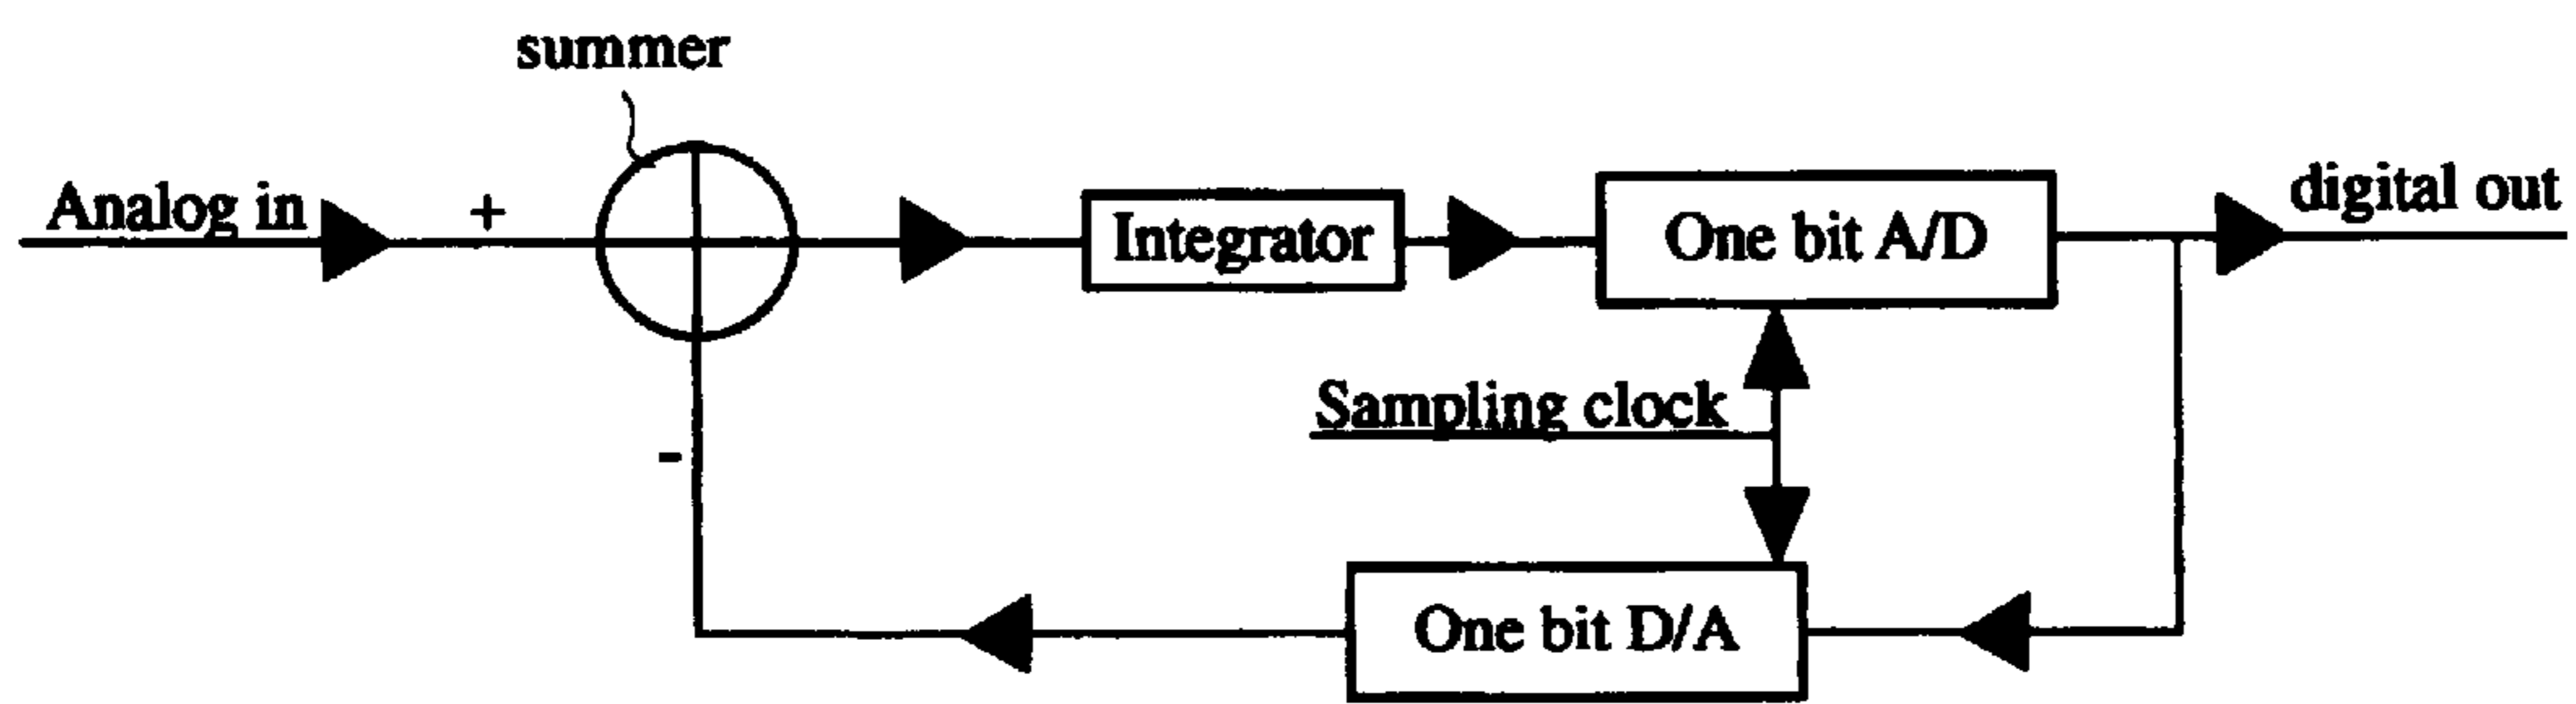 summer
Analog in
+
Integrator
One bit A/D
digital out
Sampling clock
-
One bit D/A